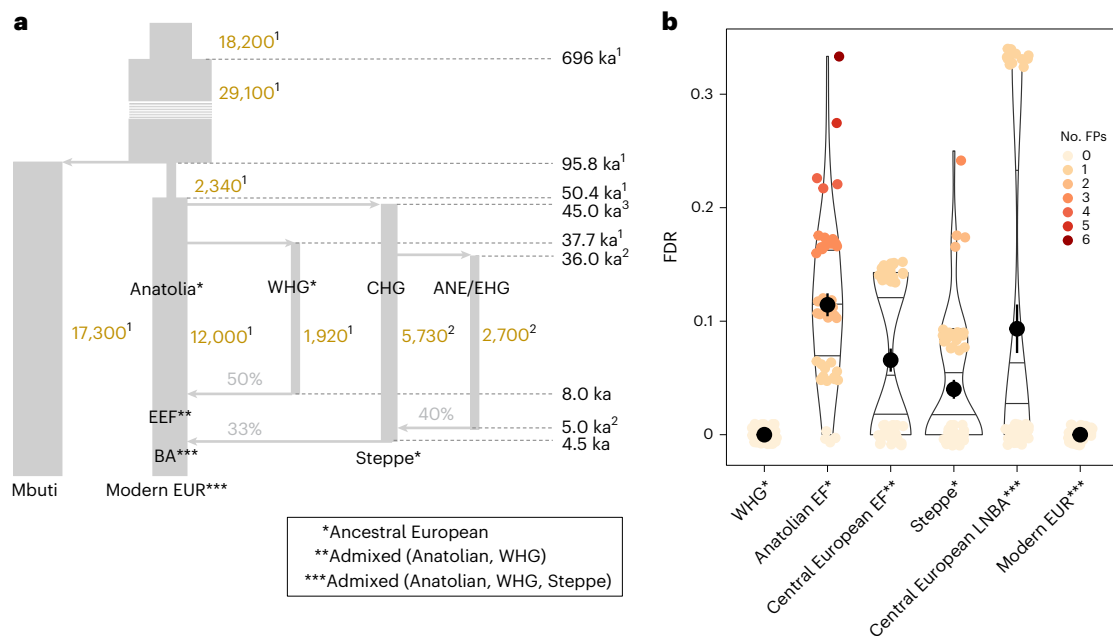 a
18,200¹
696 ka¹
29,100¹
95.8 ka¹
2,340¹
50.4 ka¹
45.0 ka³
37.7 ka¹
36.0 ka²
Anatolia*
WHG*
CHG
ANE/EHG
17,300¹
12,000¹
1,920¹
5,730²
2,700²
50%
8.0 ka
EEF**
40%
5.0 ka²
33%
4.5 ka
BA***
Steppe*
Mbuti
Modern EUR***
*Ancestral European
**Admixed (Anatolian, WHG)
***Admixed (Anatolian, WHG, Steppe)
b
FDR
0.3
0.2
0.1
0
No. FPs
0
1
2
3
4
5
6
WHG*
Anatolian EF*
Central European EF**
Steppe*
Central European LNBA***
Modern EUR***